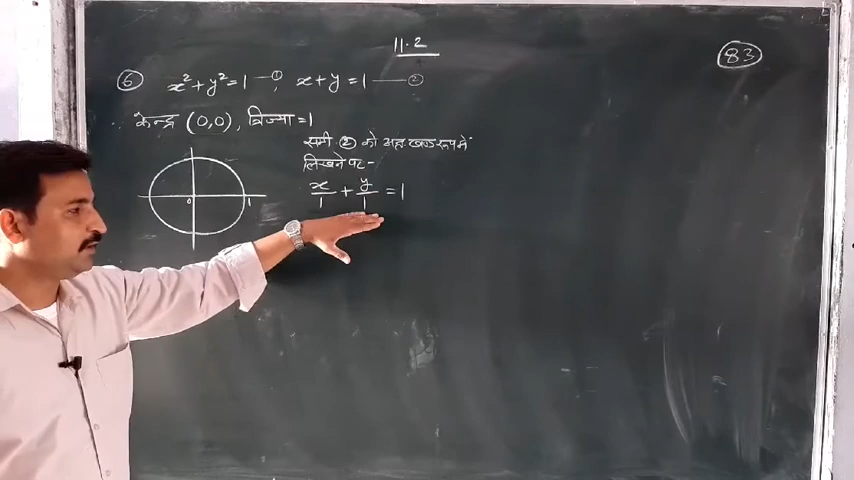 11.2
83
6 x²+y²=1 —①, x+y=1 —②
केन्द्र (0,0), त्रिज्या=1
समी ② को अन्तः खण्ड रूप में
लिखने पर-
x/1 + y/1 = 1
0 1